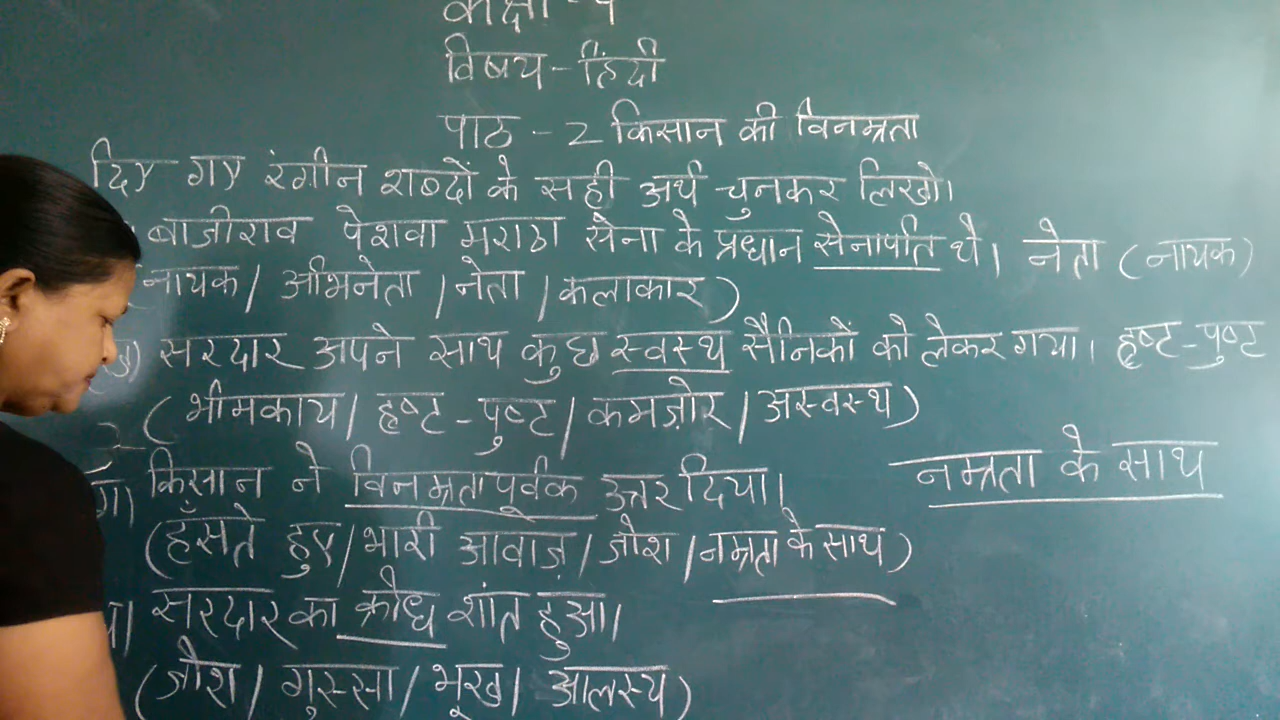 कक्षा - 5
विषय - हिंदी
पाठ - 2 किसान की विनम्रता
दिए गए रंगीन शब्दों के सही अर्थ चुनकर लिखो।
बाजीराव पेशवा मराठा सेना के प्रधान सेनापति थे। नेता (नायक)
(नायक / अभिनेता / नेता / कलाकार)
सरदार अपने साथ कुछ स्वस्थ सैनिकों को लेकर गया। हृष्ट-पुष्ट
(भीमकाय / हृष्ट-पुष्ट / कमज़ोर / अस्वस्थ)
ग) किसान ने विनम्रतापूर्वक उत्तर दिया। नम्रता के साथ
(हँसते हुए / भारी आवाज़ / जोश / नम्रता के साथ)
घ) सरदार का क्रोध शांत हुआ।
(जोश / गुस्सा / भूख / आलस्य)